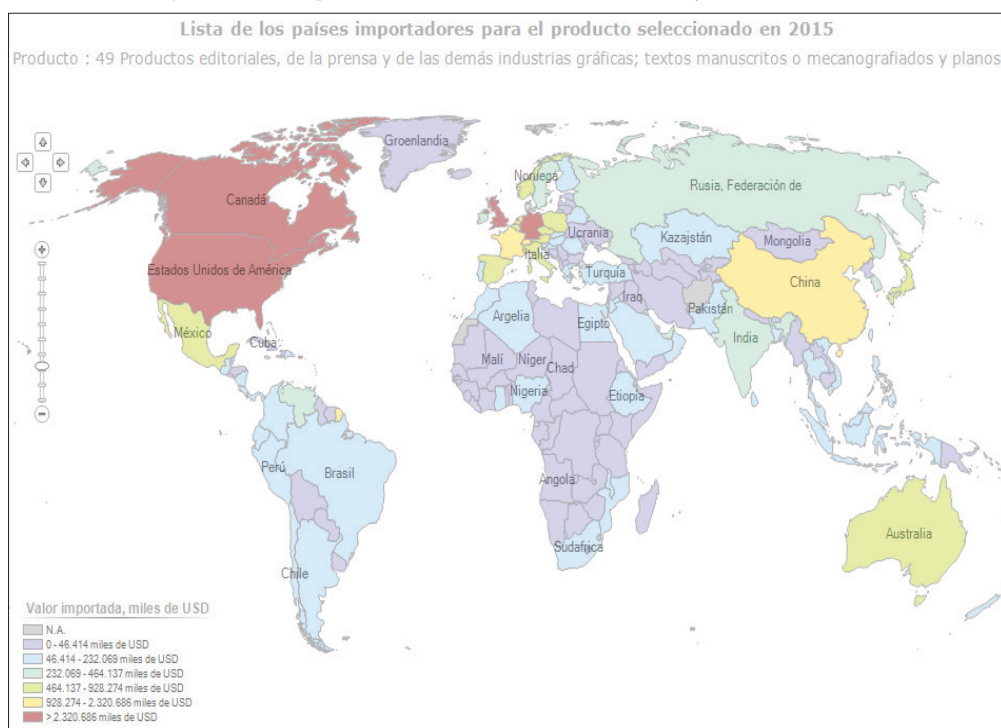 Lista de los países importadores para el producto seleccionado en 2015
Producto : 49 Productos editoriales, de la prensa y de las demás industrias gráficas; textos manuscritos o mecanografiados y planos
Groenlandia
Noruega
Rusia, Federación de
Canadá
Ucrania
Kazajstán
Mongolia
Italia
Estados Unidos de América
Turquía
China
Iraq
Pakistán
Argelia
Egipto
México
India
Cuba
Malí
Níger
Chad
Nigeria
Etiopia
Perú
Brasil
Angola
Australia
Sudafrica
Chile
Valor importada, miles de USD
N.A.
0 - 46.414 miles de USD
46.414 - 232.069 miles de USD
232.069 - 464.137 miles de USD
464.137 - 928.274 miles de USD
928.274 - 2.320.686 miles de USD
> 2.320.686 miles de USD